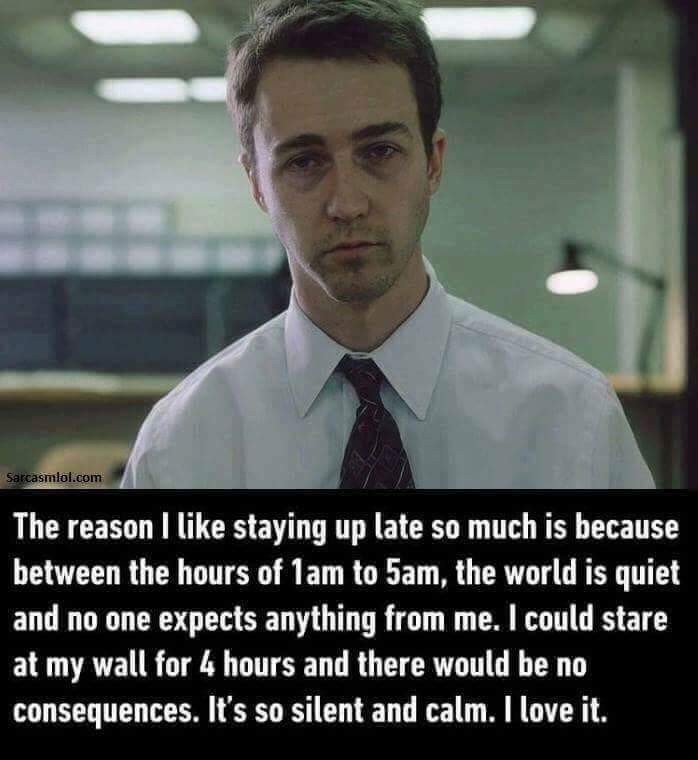 Sarcasmlol.com
The reason I like staying up late so much is because
between the hours of 1am to 5am, the world is quiet
and no one expects anything from me. I could stare
at my wall for 4 hours and there would be no
consequences. It's so silent and calm. I love it.